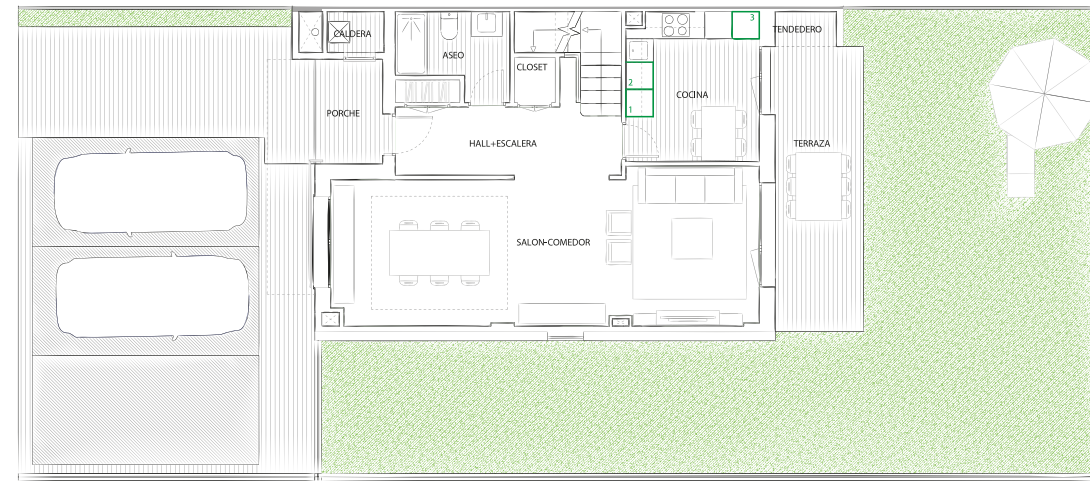 3
TENDEDERO
CALDERA
ASEO
CLOSET
2
COCINA
1
PORCHE
HALL+ESCALERA
TERRAZA
SALON-COMEDOR